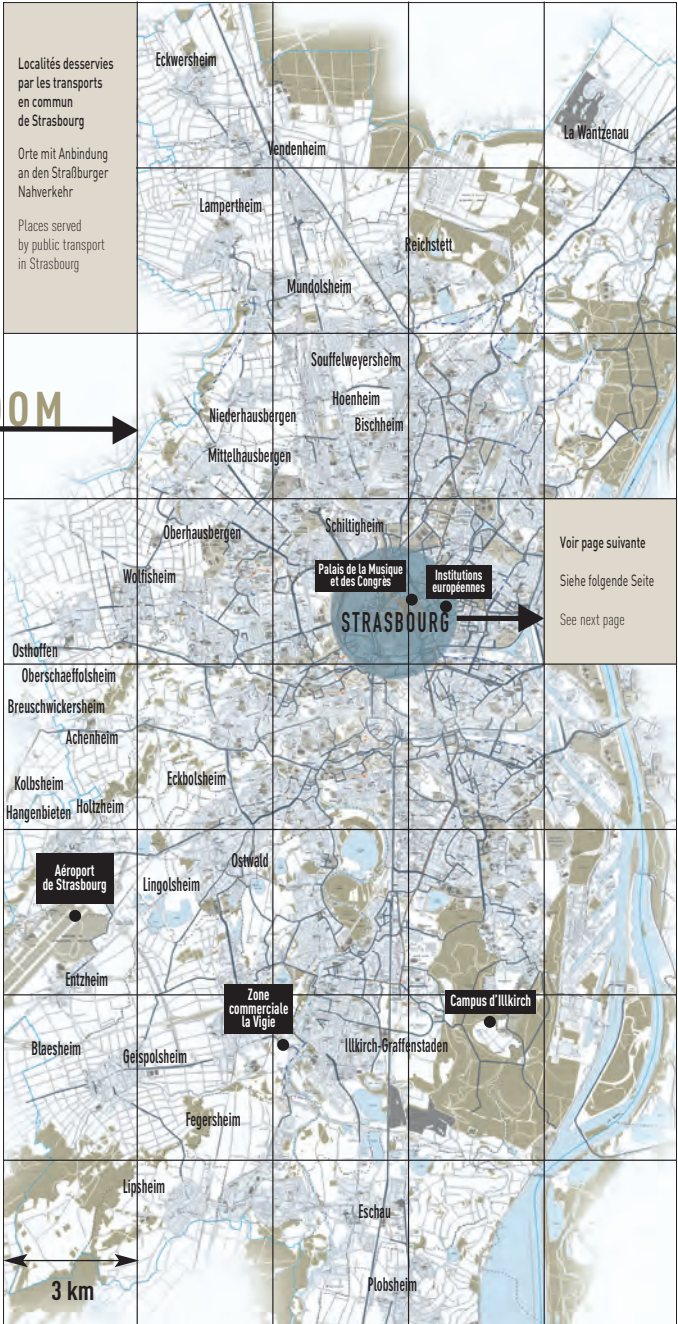 Localités desservies
par les transports
en commun
de Strasbourg
Orte mit Anbindung
an den Straßburger
Nahverkehr
Places served
by public transport
in Strasbourg
Eckwersheim
La Wantzenau
Vendenheim
Lampertheim
Reichstett
Mundolsheim
Souffelweyersheim
Hoenheim
OM
Niederhausbergen
Bischheim
Mittelhausbergen
Schiltigheim
Oberhausbergen
Voir page suivante
Siehe folgende Seite
See next page
Palais de la Musique
et des Congrès
Institutions
européennes
Wolfisheim
STRASBOURG
Osthoffen
Oberschaeffolsheim
Breuschwickersheim
Achenheim
Kolbsheim
Eckbolsheim
Hangenbieten
Holtzheim
Ostwald
Aéroport
de Strasbourg
Lingolsheim
Entzheim
Zone
commerciale
la Vigie
Campus d'Illkirch
Blaesheim
Geispolsheim
Illkirch-Graffenstaden
Fegersheim
Lipsheim
Eschau
3 km
Plobsheim